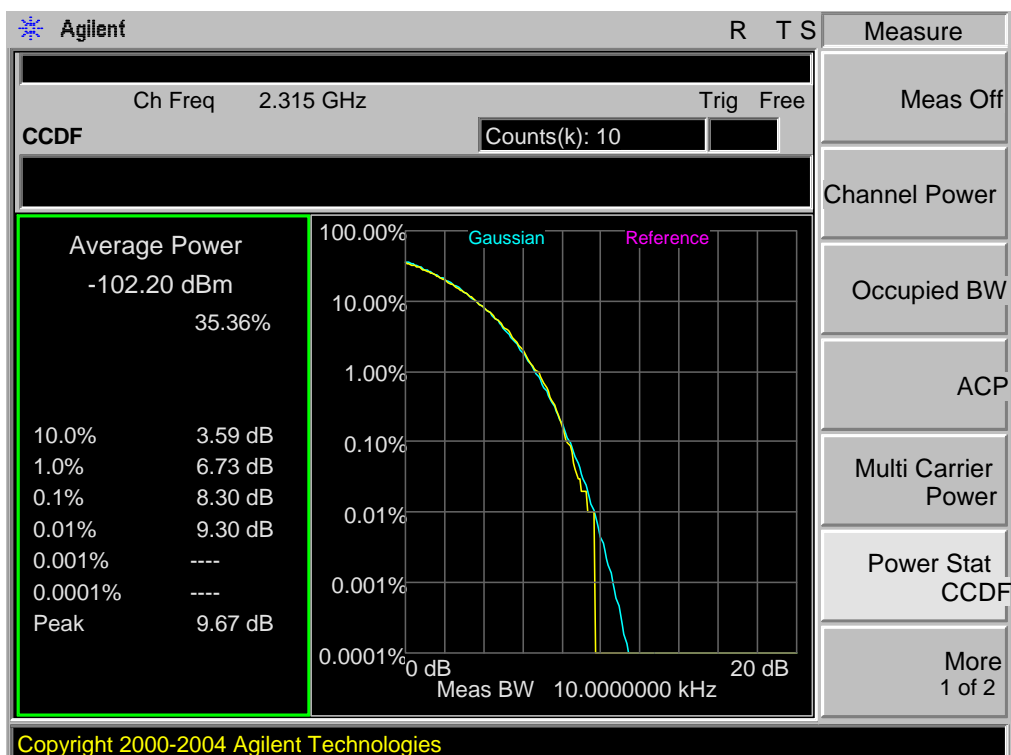 Agilent R T S
Ch Freq 2.315 GHz Trig Free
CCDF
Counts(k): 10
Average Power
-102.20 dBm
35.36%
10.0% 3.59 dB
1.0% 6.73 dB
0.1% 8.30 dB
0.01% 9.30 dB
0.001% ----
0.0001% ----
Peak 9.67 dB
Gaussian Reference
100.00%
10.00%
1.00%
0.10%
0.01%
0.001%
0.0001%
0 dB 20 dB
Meas BW 10.0000000 kHz
Measure
Meas Off
Channel Power
Occupied BW
ACP
Multi Carrier
Power
Power Stat
CCDF
More
1 of 2
Copyright 2000-2004 Agilent Technologies